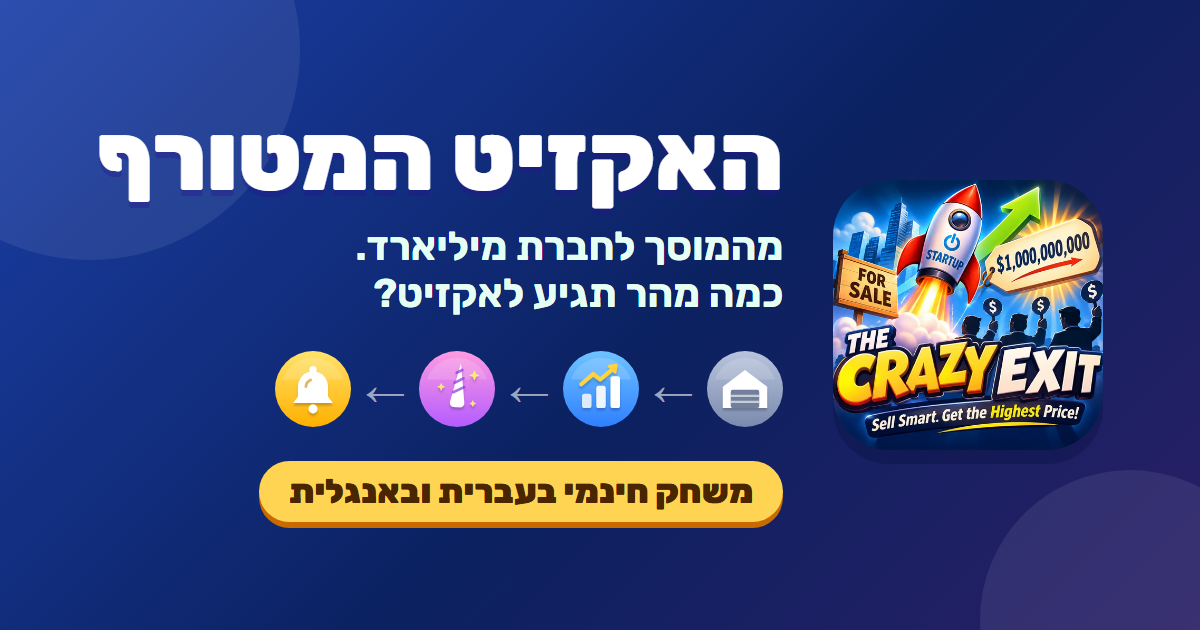 האקזיט המטורף
מהמוסך לחברת מיליארד.
כמה מהר תגיע לאקזיט?
משחק חינמי בעברית ובאנגלית
STARTUP
$1,000,000,000
FOR
SALE
$
$
$
THE
CRAZY EXIT
Sell Smart. Get the Highest Price!